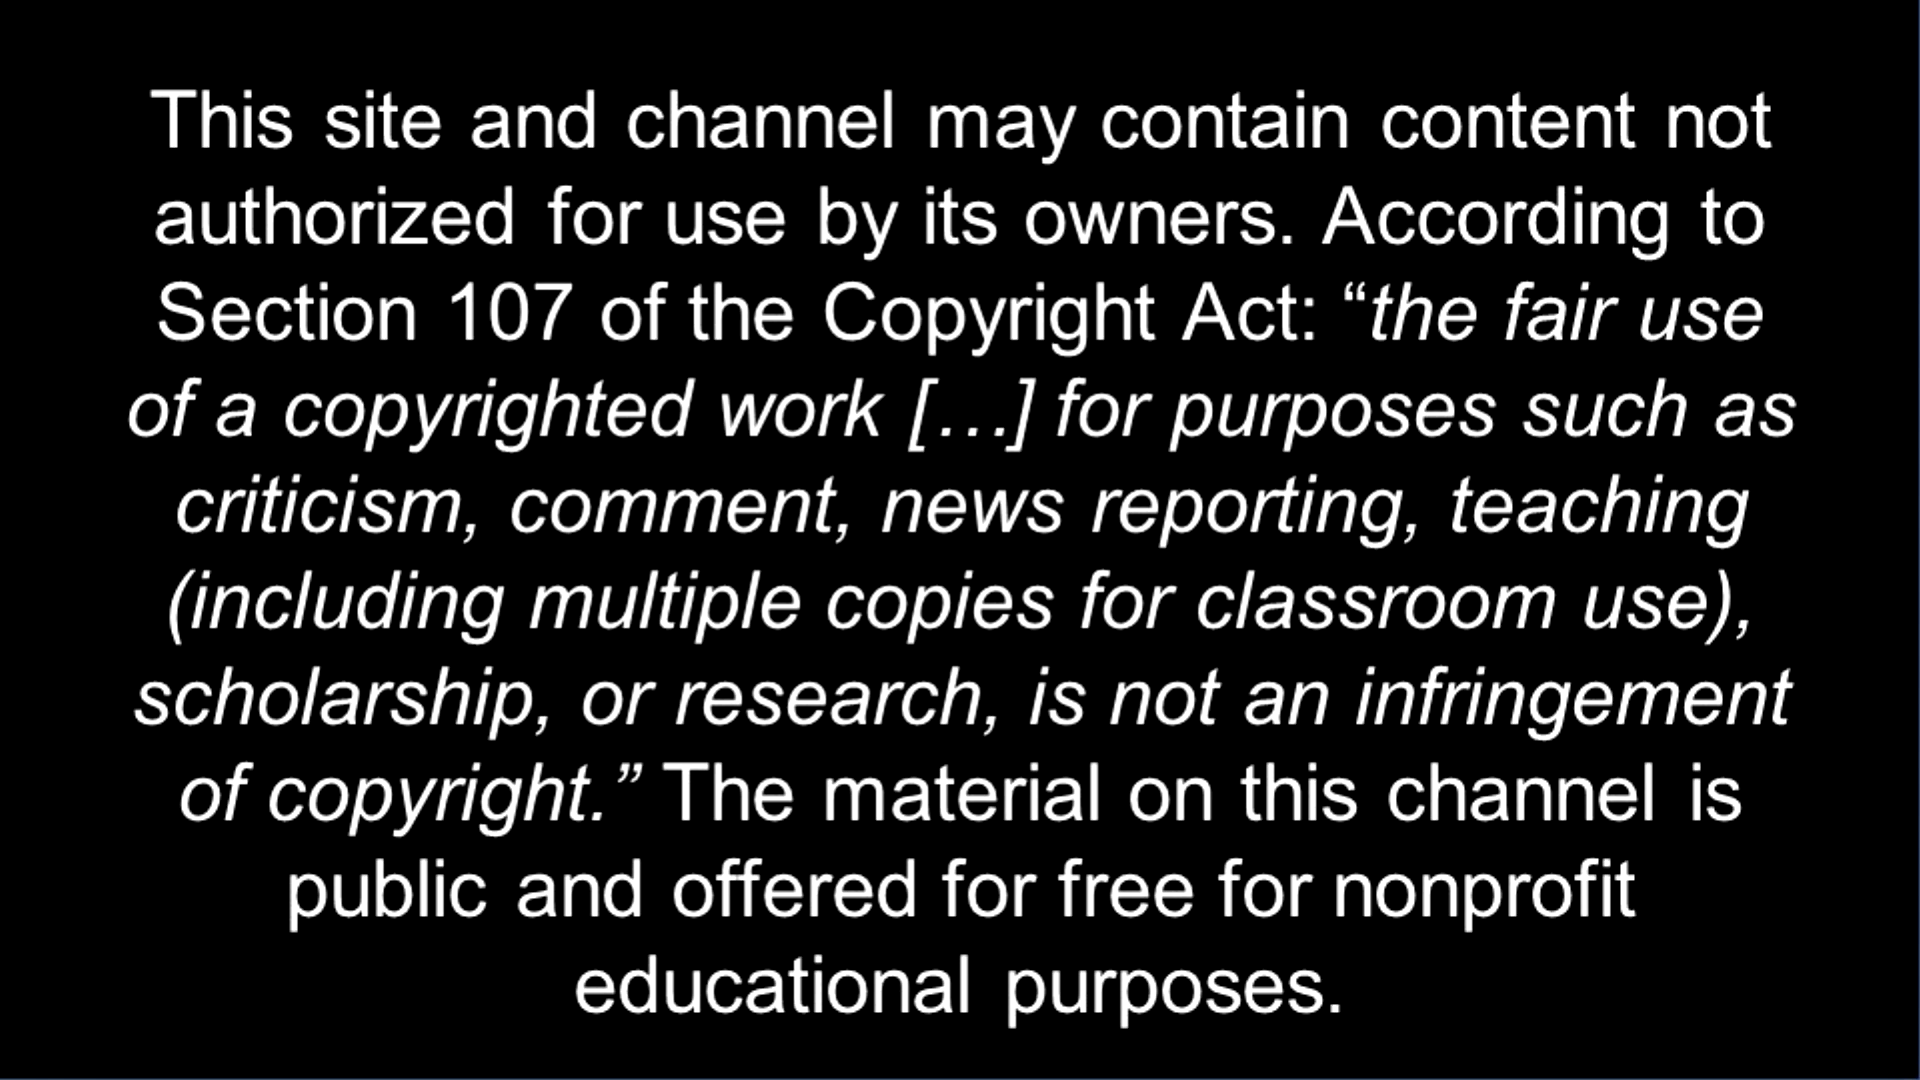 This site and channel may contain content not
authorized for use by its owners. According to
Section 107 of the Copyright Act: “the fair use
of a copyrighted work […] for purposes such as
criticism, comment, news reporting, teaching
(including multiple copies for classroom use),
scholarship, or research, is not an infringement
of copyright.” The material on this channel is
public and offered for free for nonprofit
educational purposes.